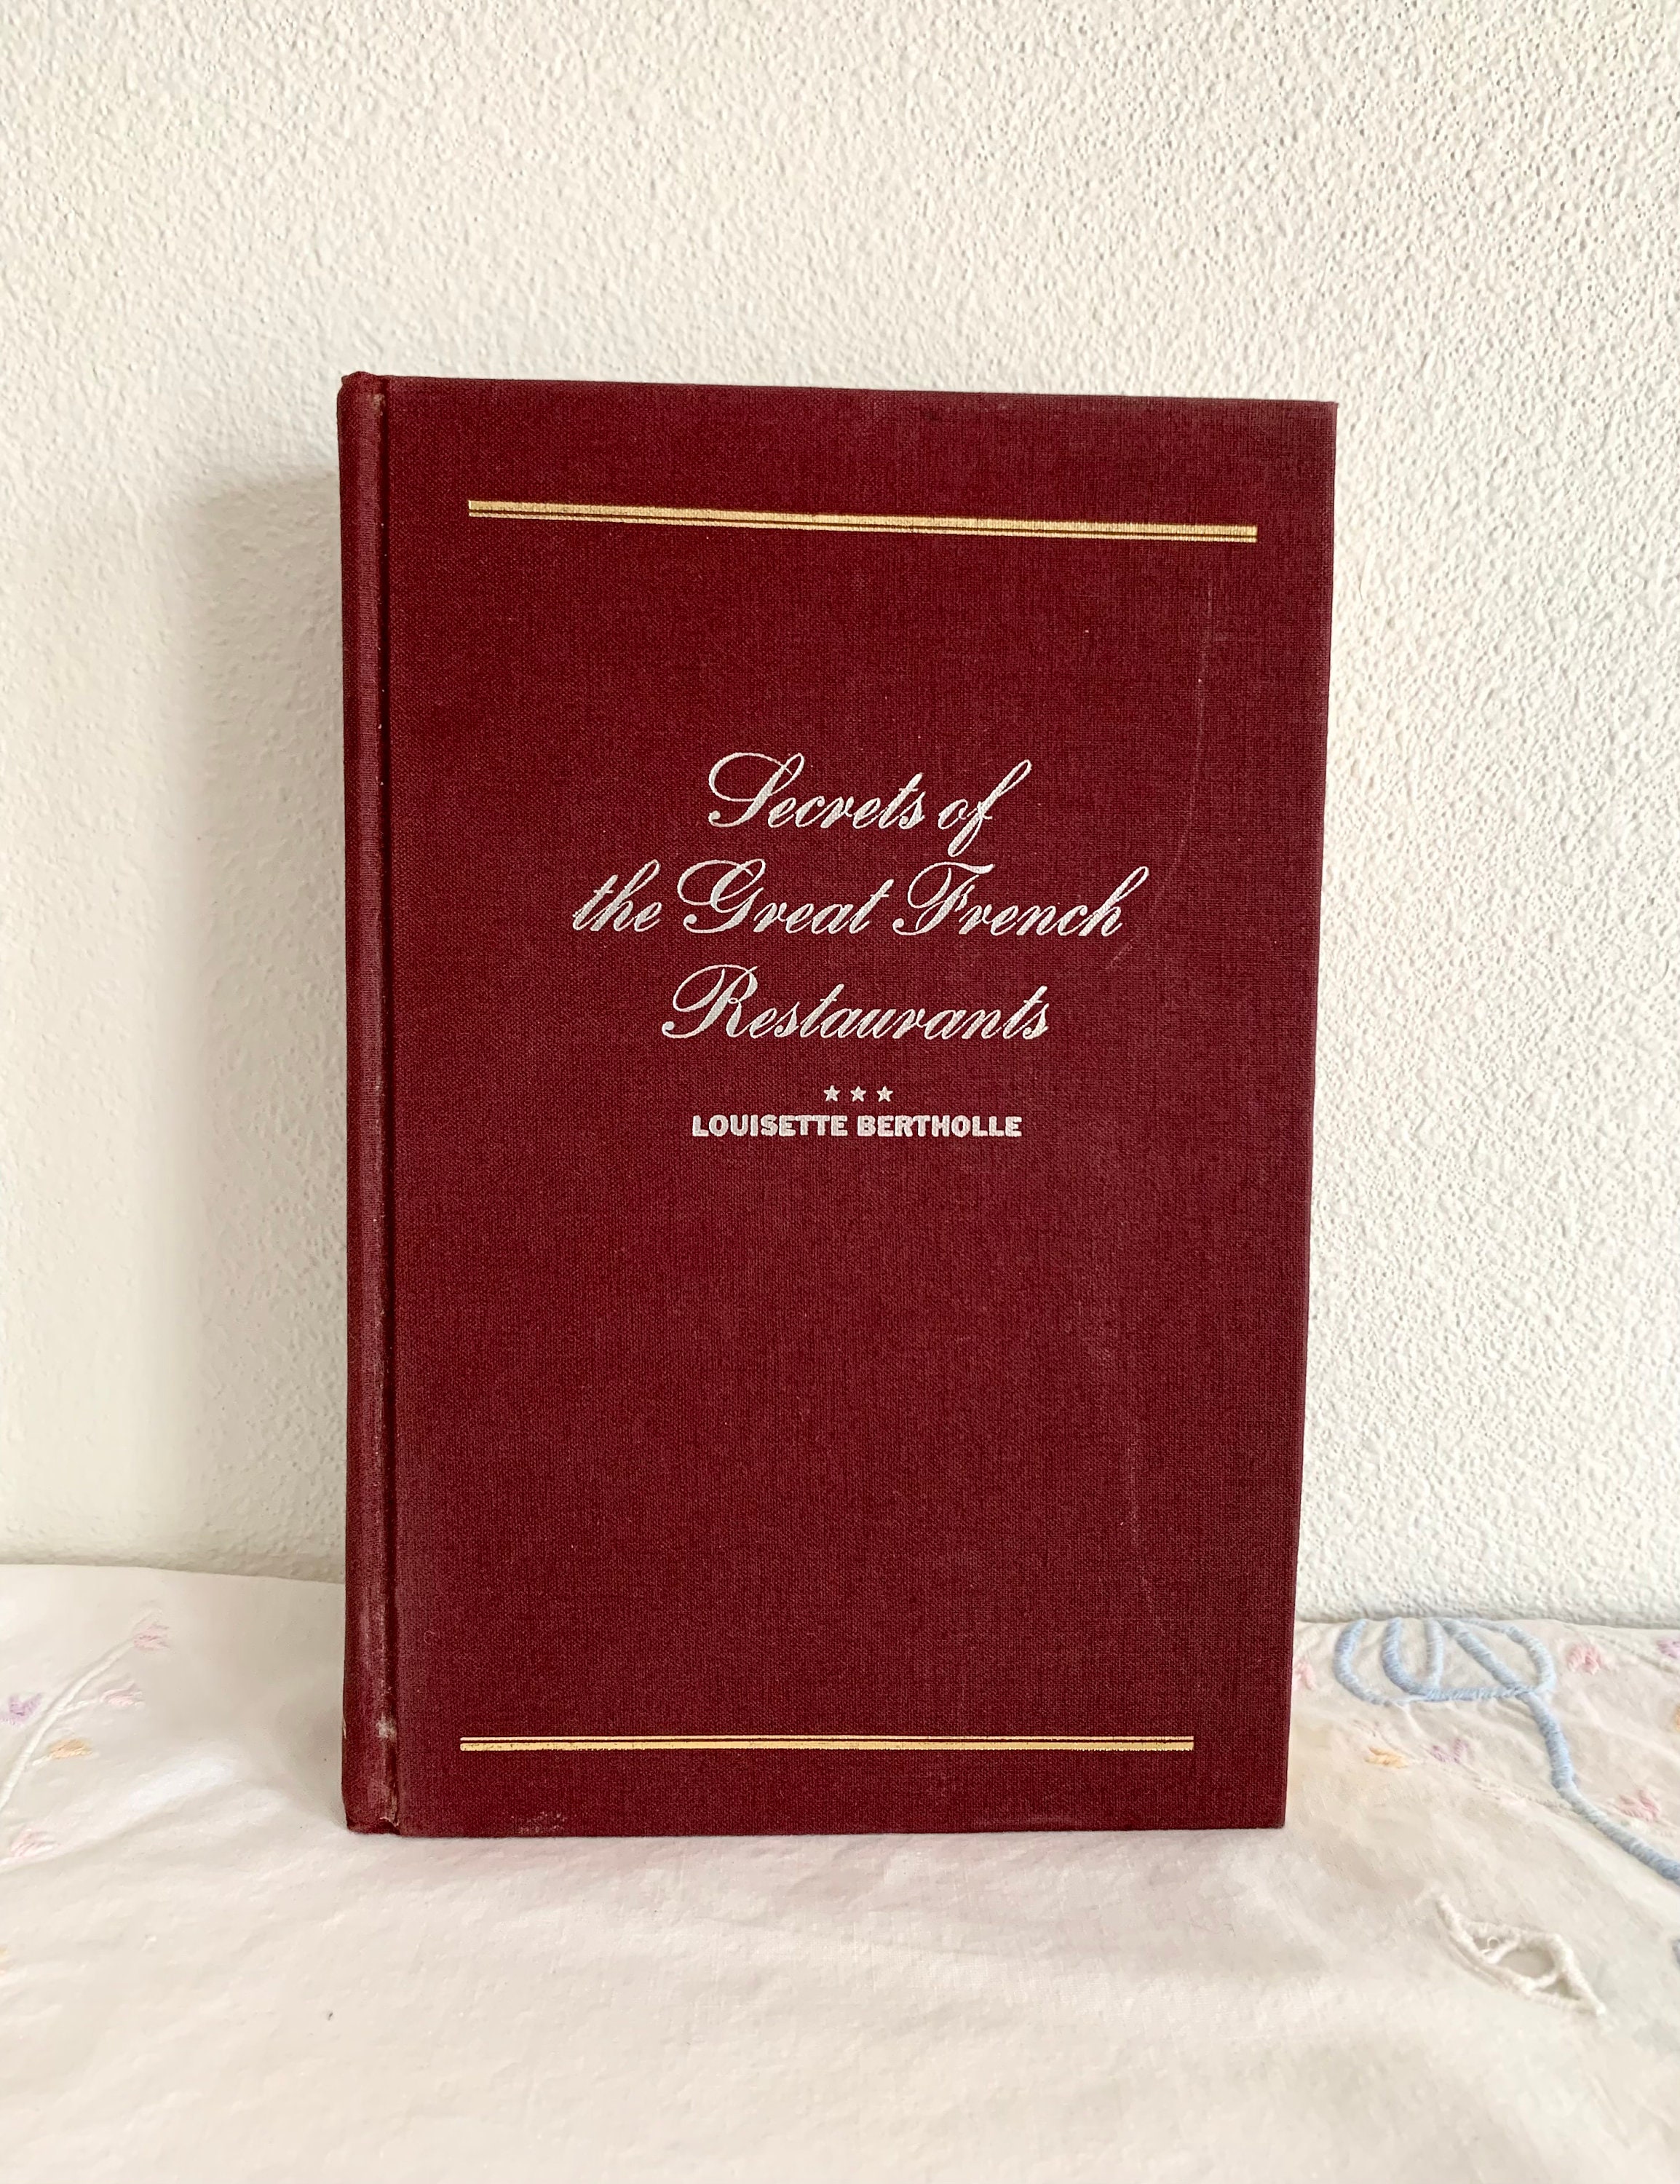 Secrets of
the Great French
Restaurants
★ ★ ★
LOUISETTE BERTHOLLE